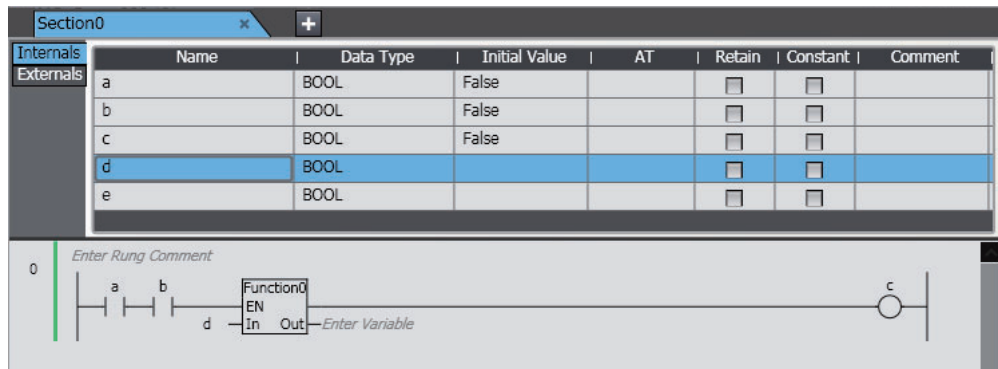 Section0 × +
Internals
Externals
Name Data Type Initial Value AT Retain Constant Comment
a BOOL False
b BOOL False
c BOOL False
d BOOL
e BOOL
0 Enter Rung Comment
a b Function0 c
EN
d In Out Enter Variable